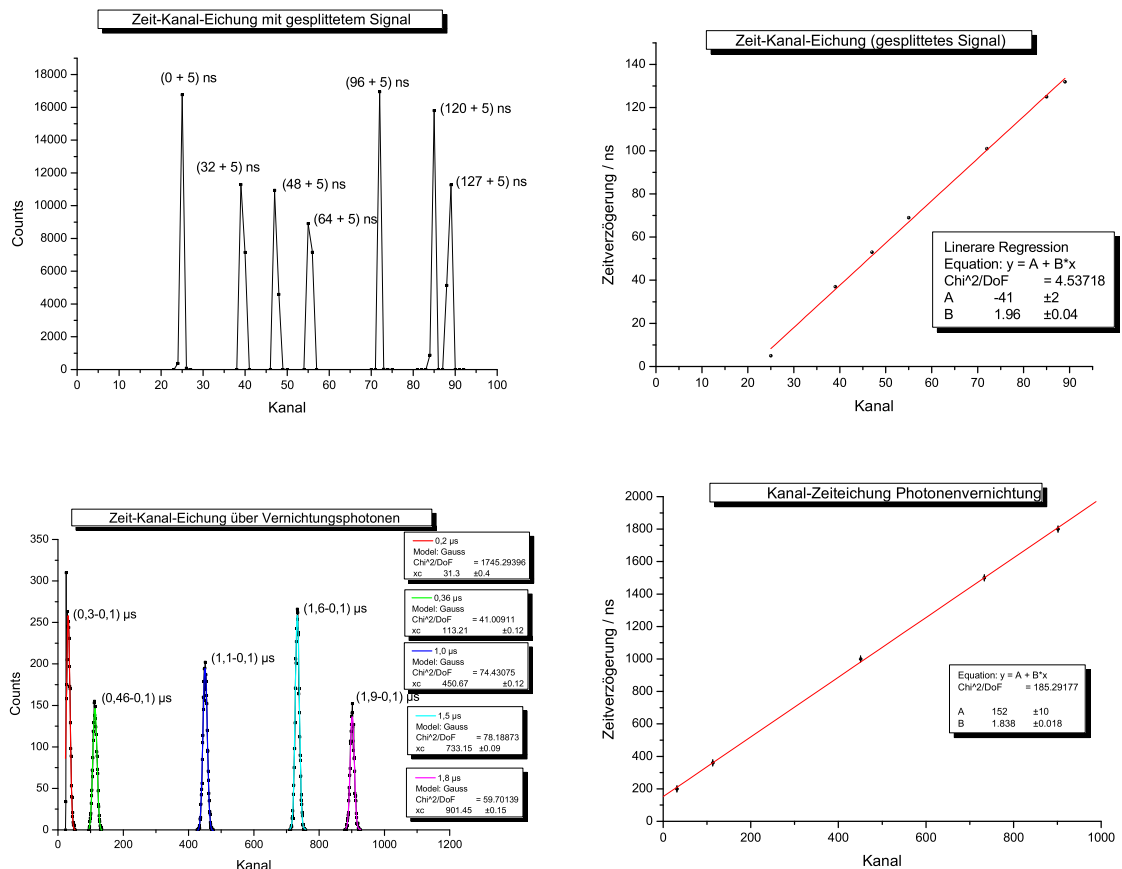 Zeit-Kanal-Eichung mit gesplittetem Signal
18000
16000
14000
12000
10000
8000
6000
4000
2000
0
Counts
(0 + 5) ns
(32 + 5) ns
(48 + 5) ns
(64 + 5) ns
(96 + 5) ns
(120 + 5) ns
(127 + 5) ns
0 10 20 30 40 50 60 70 80 90 100
Kanal
Zeit-Kanal-Eichung (gesplittetes Signal)
140
120
100
80
60
40
20
0
Zeitverzögerung / ns
Linerare Regression
Equation: y = A + B*x
Chi^2/DoF = 4.53718
A -41 ±2
B 1.96 ±0.04
0 10 20 30 40 50 60 70 80 90
Kanal
Zeit-Kanal-Eichung über Vernichtungsphotonen
350
300
250
200
150
100
50
0
Counts
(0,3-0,1) µs
(0,46-0,1) µs
(1,1-0,1) µs
(1,6-0,1) µs
(1,9-0,1) µs
0,2 µs
Model: Gauss
Chi^2/DoF = 1745.29396
xc 31.3 ±0.4
0,36 µs
Model: Gauss
Chi^2/DoF = 41.00911
xc 113.21 ±0.12
1,0 µs
Model: Gauss
Chi^2/DoF = 74.43075
xc 450.67 ±0.12
1,5 µs
Model: Gauss
Chi^2/DoF = 78.18873
xc 733.15 ±0.09
1,8 µs
Model: Gauss
Chi^2/DoF = 59.70139
xc 901.45 ±0.15
0 200 400 600 800 1000 1200
Kanal
Kanal-Zeiteichung Photonenvernichtung
2000
1800
1600
1400
1200
1000
800
600
400
200
0
Zeitverzögerung / ns
Equation: y = A + B*x
Chi^2/DoF = 185.29177
A 152 ±10
B 1.838 ±0.018
0 200 400 600 800 1000
Kanal